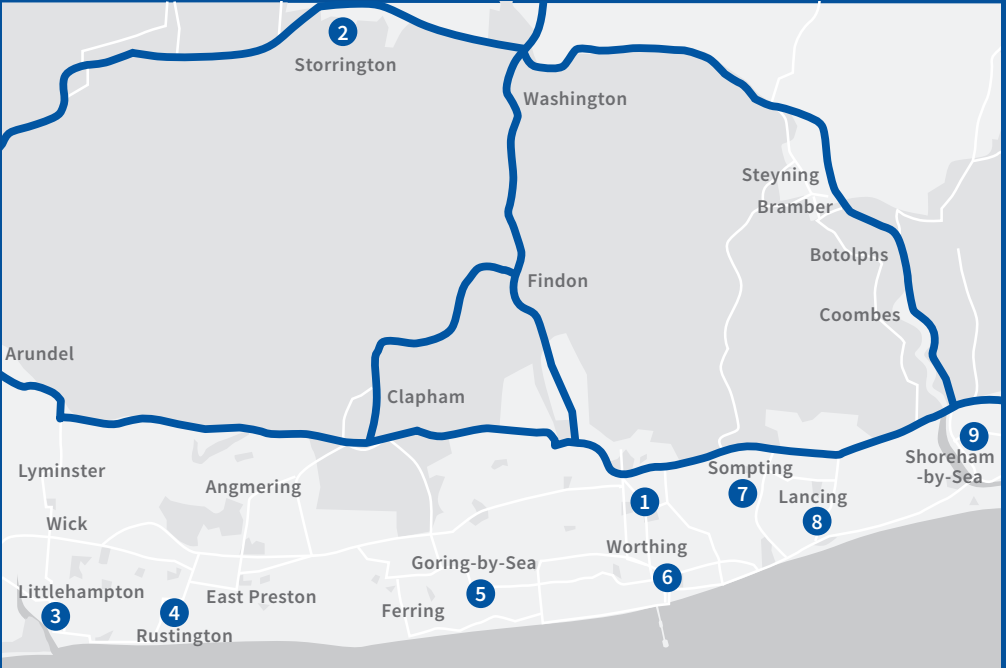 2
Storrington
Washington
Steyning
Bramber
Botolphs
Findon
Coombes
Arundel
Clapham
9
Shoreham
-by-Sea
Lyminster
Sompting
Angmering
7
Lancing
1
8
Wick
Worthing
Goring-by-Sea
6
Littlehampton
5
East Preston
3
4
Ferring
Rustington